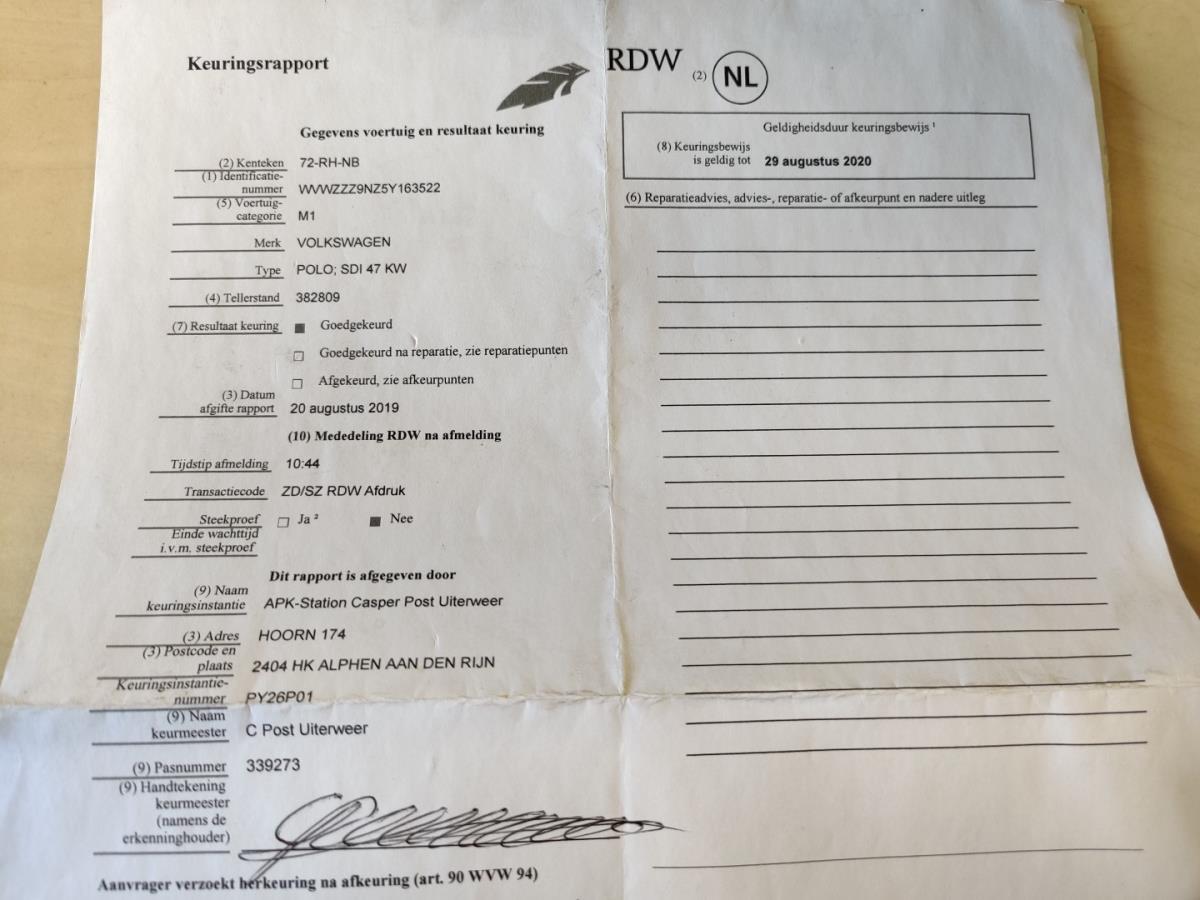 Keuringsrapport
RDW (2) NL
Gegevens voertuig en resultaat keuring
(2) Kenteken 72-RH-NB
(1) Identificatie-
nummer WVWZZZ9NZ5Y163522
(5) Voertuig-
categorie M1
Merk VOLKSWAGEN
Type POLO; SDI 47 KW
(4) Tellerstand 382809
(7) Resultaat keuring Goedgekeurd
Goedgekeurd na reparatie, zie reparatiepunten
Afgekeurd, zie afkeurpunten
(3) Datum
afgifte rapport 20 augustus 2019
(10) Mededeling RDW na afmelding
Tijdstip afmelding 10:44
Transactiecode ZD/SZ RDW Afdruk
Steekproef Ja ² Nee
Einde wachttijd
i.v.m. steekproef
Dit rapport is afgegeven door
(9) Naam
keuringsinstantie APK-Station Casper Post Uiterweer
(3) Adres HOORN 174
(3) Postcode en
plaats 2404 HK ALPHEN AAN DEN RIJN
Keuringsinstantie-
nummer PY26P01
(9) Naam
keurmeester C Post Uiterweer
(9) Pasnummer 339273
(9) Handtekening
keurmeester
(namens de
erkenninghouder)
Aanvrager verzoekt herkeuring na afkeuring (art. 90 WVW 94)
Geldigheidsduur keuringsbewijs ¹
(8) Keuringsbewijs
is geldig tot 29 augustus 2020
(6) Reparatieadvies, advies-, reparatie- of afkeurpunt en nadere uitleg